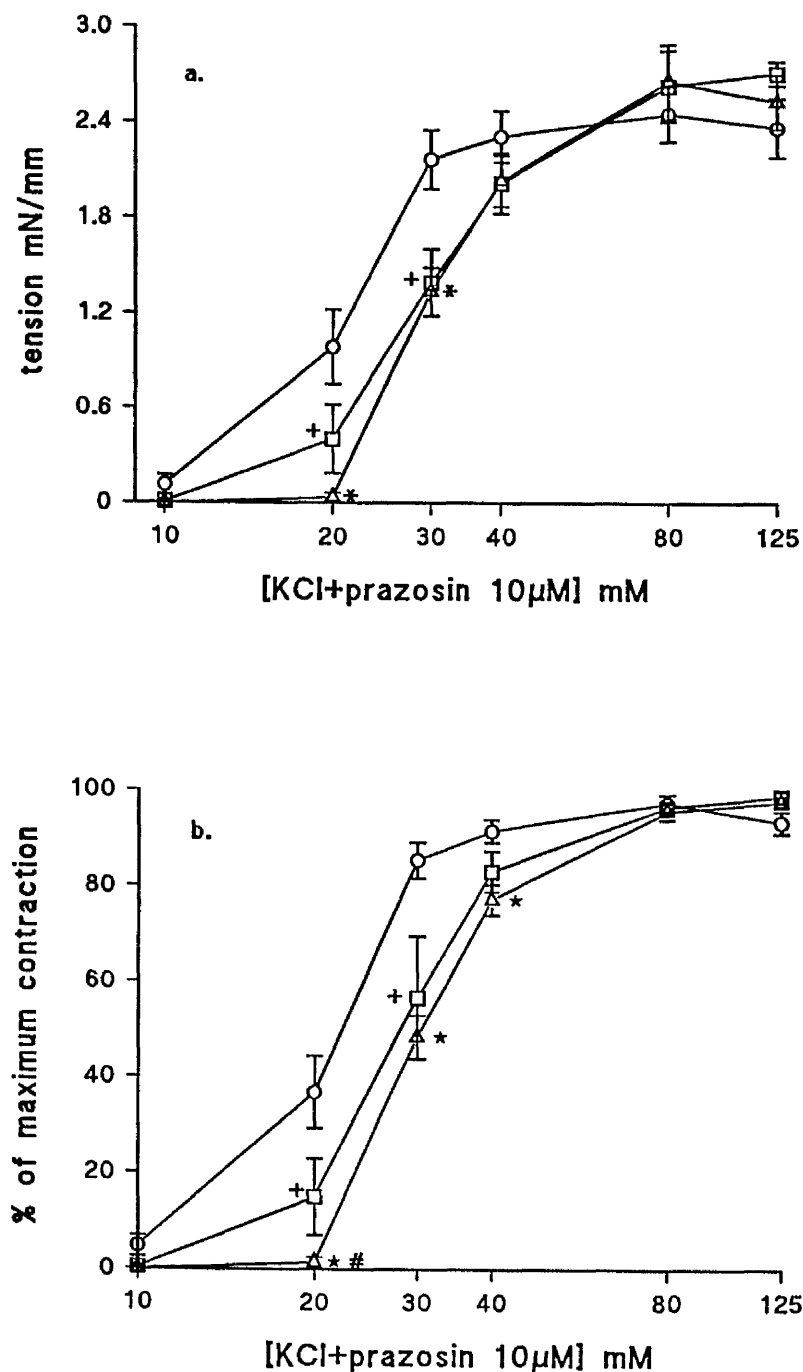 a.
tension mN/mm
3.0
2.4
1.8
1.2
0.6
0
+
+
*
*
10 20 30 40 80 125
[KCl+prazosin 10µM] mM
b.
% of maximum contraction
100
80
60
40
20
0
+
+
★
★
★ #
10 20 30 40 80 125
[KCl+prazosin 10µM] mM